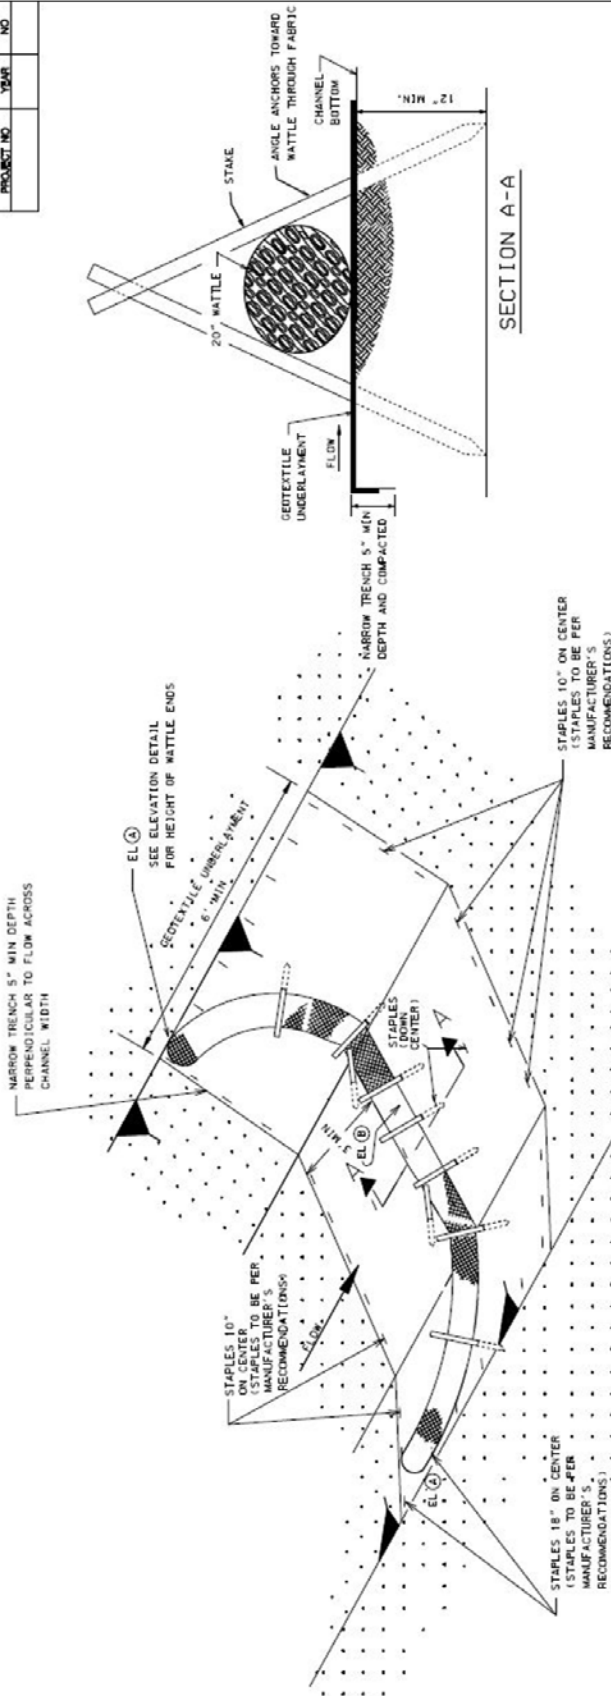 PROJECT NO YEAR NO
NARROW TRENCH 5" MIN DEPTH
PERPENDICULAR TO FLOW ACROSS
CHANNEL WIDTH
EL A
SEE ELEVATION DETAIL
FOR HEIGHT OF WATTLE ENDS
GEOTEXTILE UNDERLAYMENT
6' MIN
STAPLES 10"
ON CENTER
(STAPLES TO BE PER
MANUFACTURER'S
RECOMMENDATIONS)
FLOW
3' MIN
A
EL B
STAPLES
(DOWN
CENTER)
A
EL A
STAPLES 18" ON CENTER
(STAPLES TO BE PER
MANUFACTURER'S
RECOMMENDATIONS)
STAPLES 10" ON CENTER
(STAPLES TO BE PER
MANUFACTURER'S
RECOMMENDATIONS)
20" WATTLE
STAKE
ANGLE ANCHORS TOWARD
WATTLE THROUGH FABRIC
CHANNEL
BOTTOM
12" MIN.
GEOTEXTILE
UNDERLAYMENT
FLOW
NARROW TRENCH 5" MIN
DEPTH AND COMPACTED
SECTION A-A